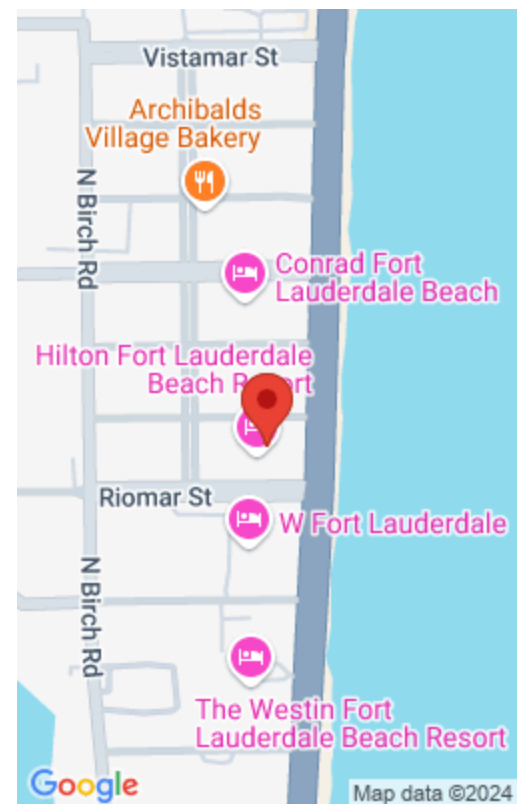 Vistamar St
Archibalds
Village Bakery
N Birch Rd
Conrad Fort
Lauderdale Beach
Hilton Fort Lauderdale
Beach Resort
Riomar St
W Fort Lauderdale
N Birch Rd
The Westin Fort
Lauderdale Beach Resort
Google
Map data ©2024